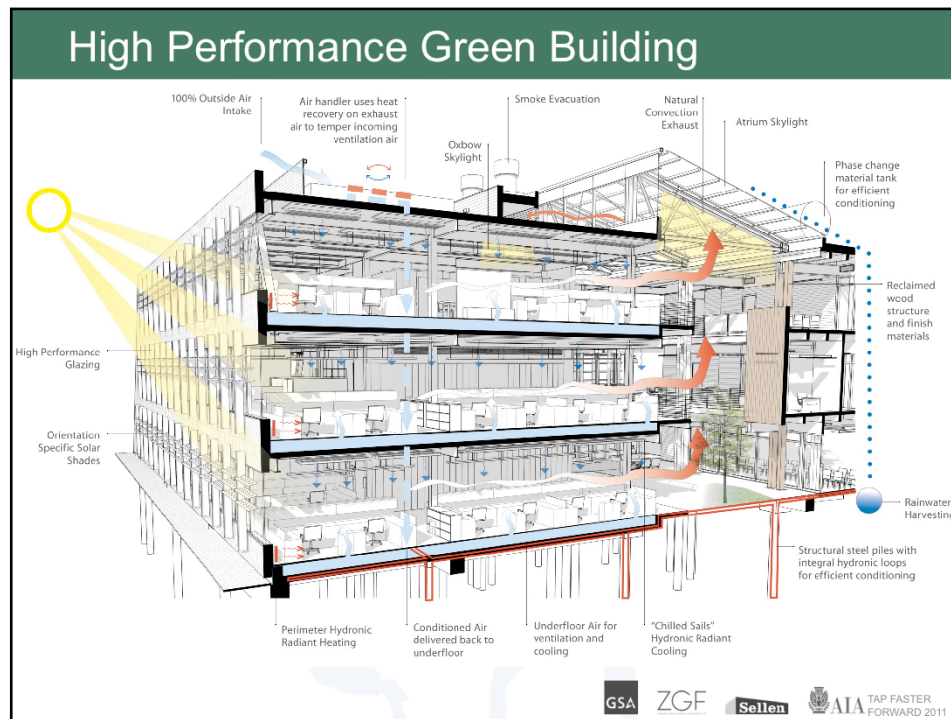 High Performance Green Building
100% Outside Air
Intake
Air handler uses heat
recovery on exhaust
air to temper incoming
ventilation air
Smoke Evacuation
Oxbow
Skylight
Natural
Convection
Exhaust
Atrium Skylight
Phase change
material tank
for efficient
conditioning
Reclaimed
wood
structure
and finish
materials
High Performance
Glazing
Orientation
Specific Solar
Shades
Rainwater
Harvesting
Structural steel piles with
integral hydronic loops
for efficient conditioning
Perimeter Hydronic
Radiant Heating
Conditioned Air
delivered back to
underfloor
Underfloor Air for
ventilation and
cooling
"Chilled Sails"
Hydronic Radiant
Cooling
GSA
ZGF
Sellen
AIA
TAP FASTER
FORWARD 2011